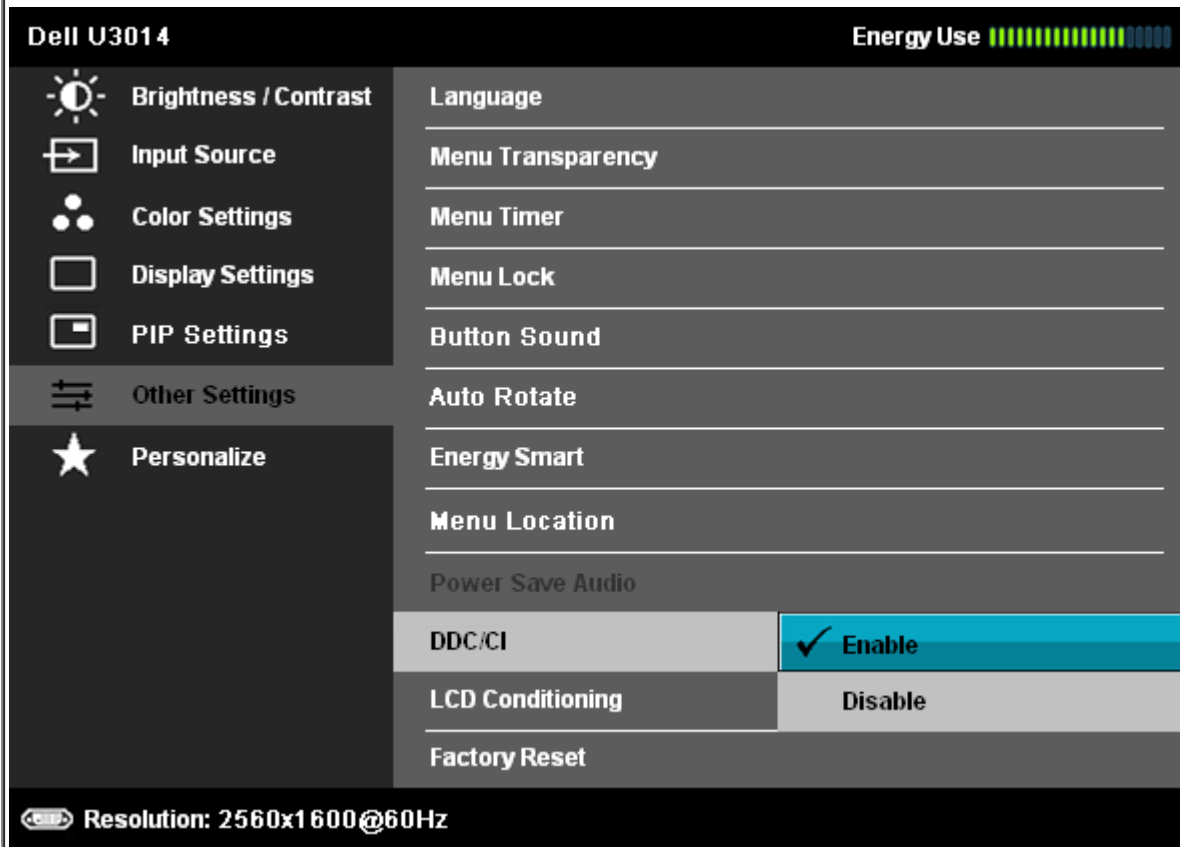 Dell U3014 Energy Use
Brightness / Contrast
Input Source
Color Settings
Display Settings
PIP Settings
Other Settings
Personalize
Language
Menu Transparency
Menu Timer
Menu Lock
Button Sound
Auto Rotate
Energy Smart
Menu Location
Power Save Audio
DDC/CI
Enable
Disable
LCD Conditioning
Factory Reset
Resolution: 2560x1600@60Hz